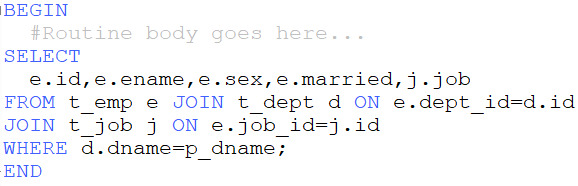 BEGIN
#Routine body goes here...
SELECT
e.id,e.ename,e.sex,e.married,j.job
FROM t_emp e JOIN t_dept d ON e.dept_id=d.id
JOIN t_job j ON e.job_id=j.id
WHERE d.dname=p_dname;
END